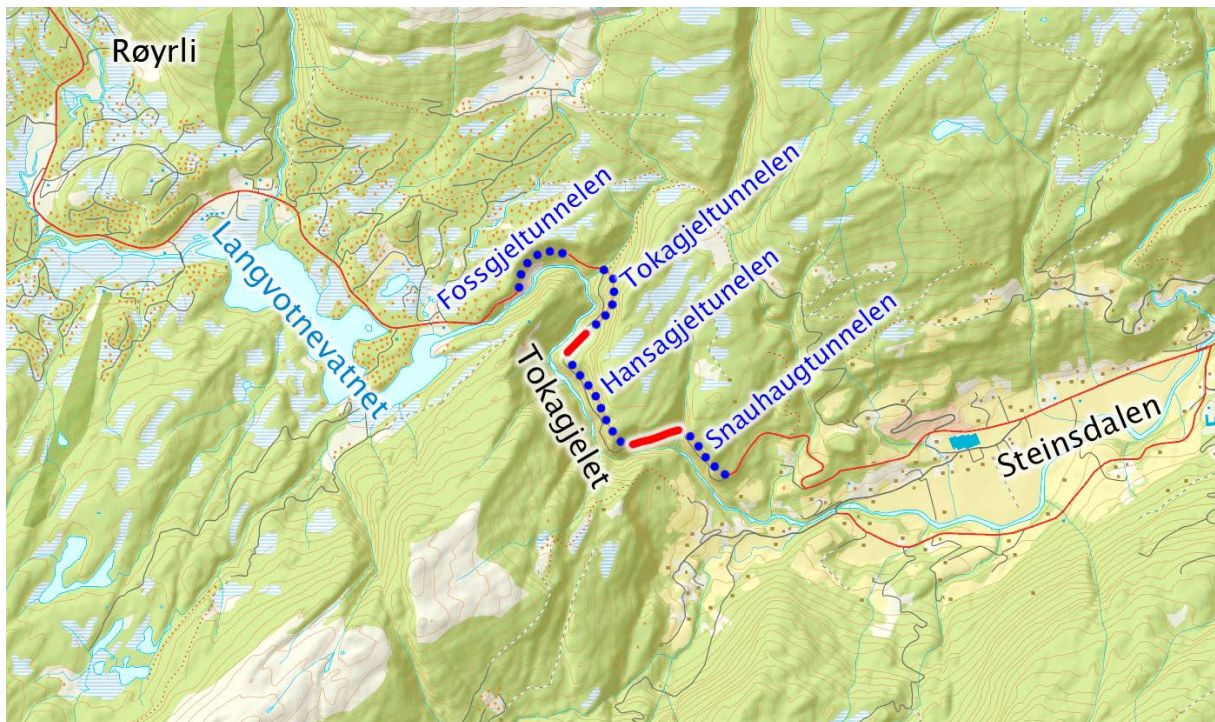 Røyrli
Langvotnevatnet
Fossgjeltunnelen
Tokagjeltunnelen
Hansagjeltunelen
Snauhaugtunnelen
Tokagjelet
Steinsdalen